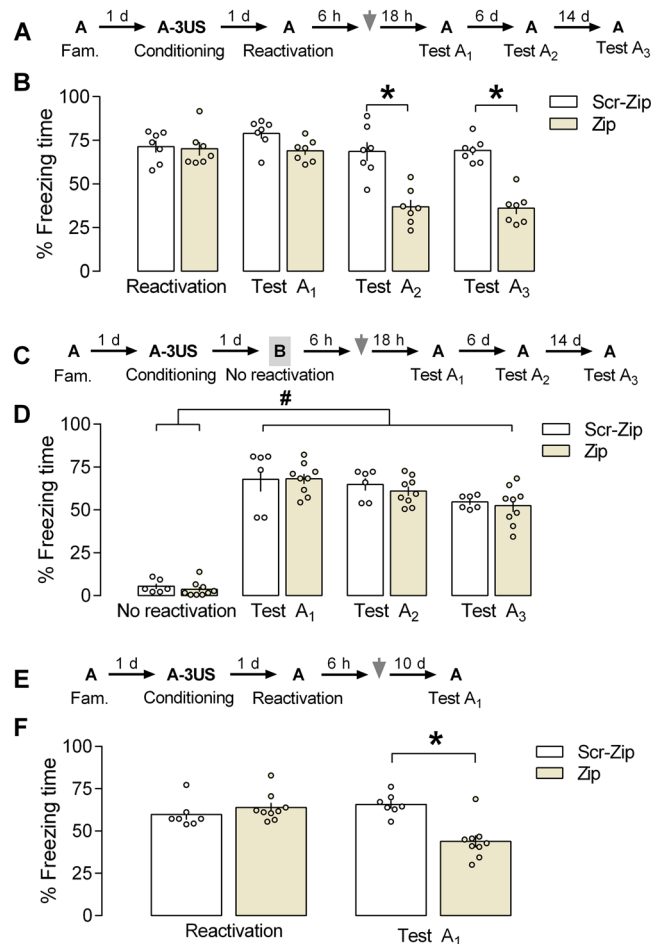 A
A 1 d A-3US 1 d A 6 h 18 h A 6 d A 14 d A
Fam. Conditioning Reactivation Test A1 Test A2 Test A3
B
% Freezing time
100
75
50
25
0
* *
Scr-Zip
Zip
Reactivation Test A1 Test A2 Test A3
C
A 1 d A-3US 1 d B 6 h 18 h A 6 d A 14 d A
Fam. Conditioning No reactivation Test A1 Test A2 Test A3
D
% Freezing time
100
75
50
25
0
#
Scr-Zip
Zip
No reactivation Test A1 Test A2 Test A3
E
A 1 d A-3US 1 d A 6 h 10 d A
Fam. Conditioning Reactivation Test A1
F
% Freezing time
100
75
50
25
0
*
Scr-Zip
Zip
Reactivation Test A1